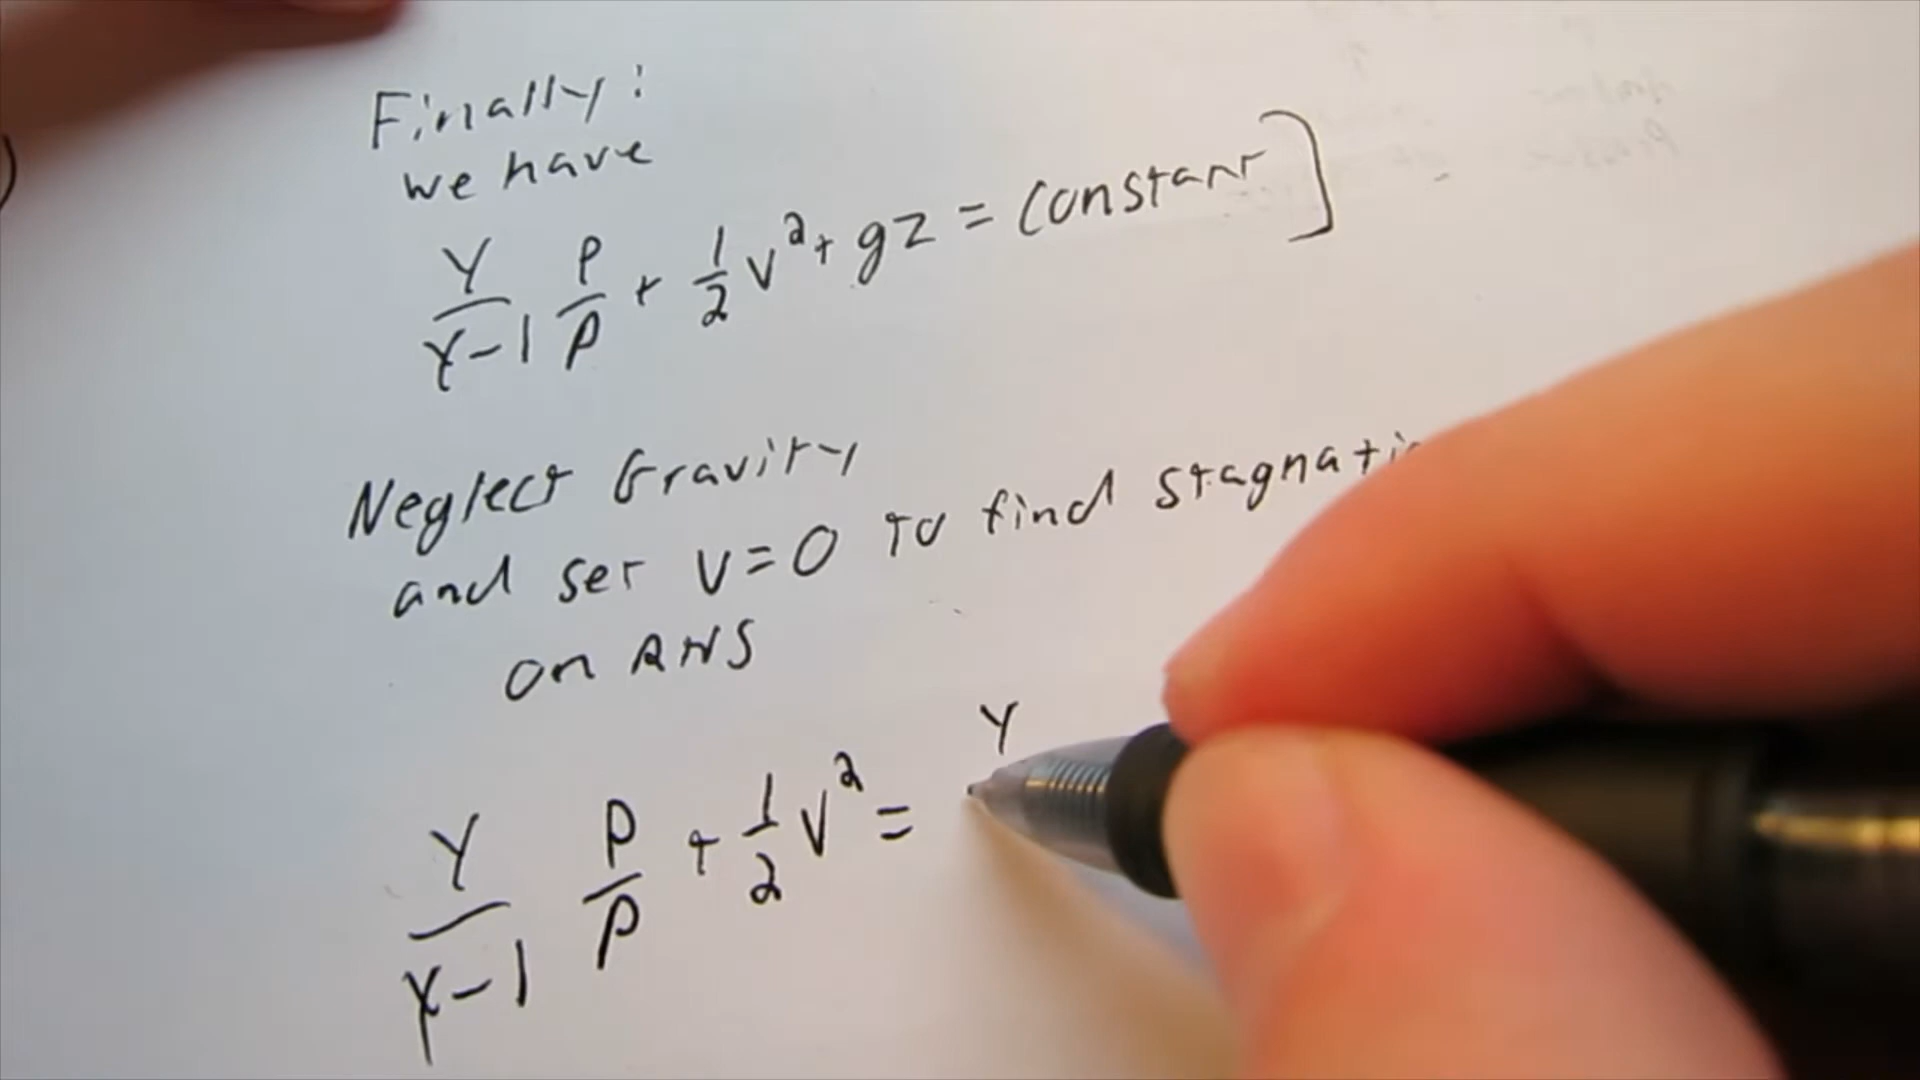 Finally:
we have
γ/γ-1 P/ρ + 1/2 v² + gz = constant]
Neglect Gravity
and set v=0 to find
on RHS
γ/γ-1 P/ρ + 1/2 v² = γ